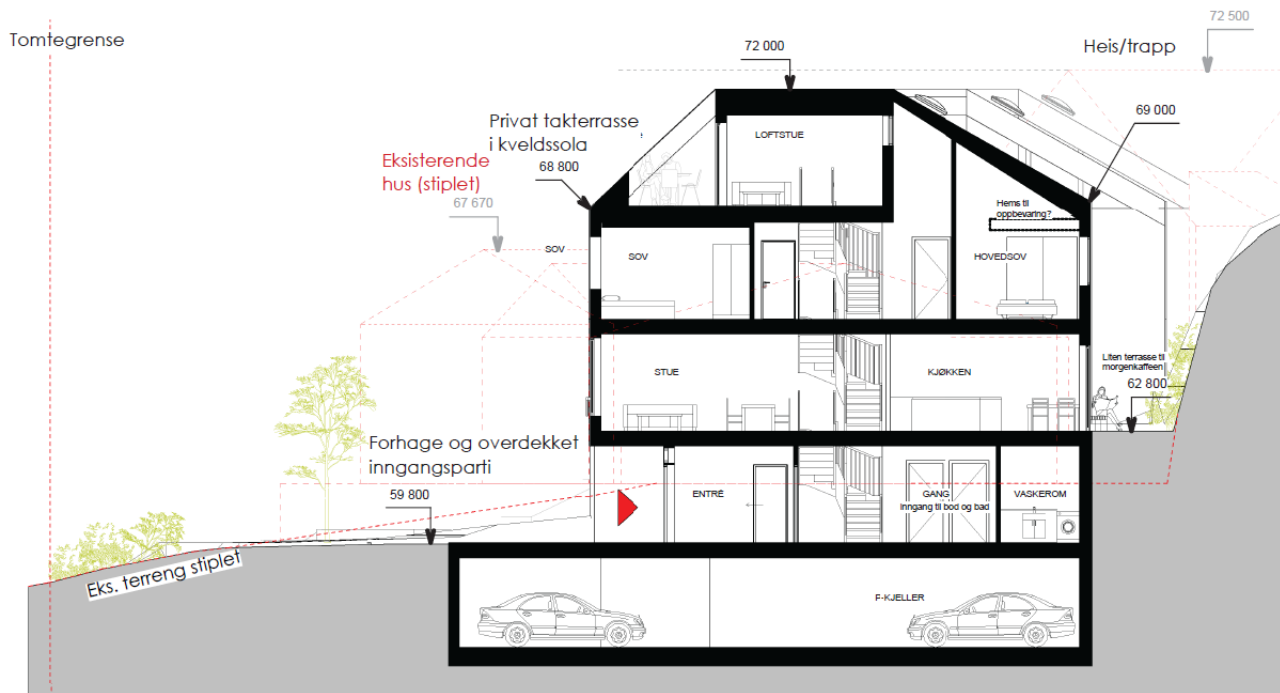 72 500
Tomtegrense
72 000
Heis/trapp
69 000
Privat takterrasse
i kveldssola
68 800
LOFTSTUE
Eksisterende
hus (stiplet)
67 670
Hems til
oppbevaring?
SOV
SOV
HOVEDSOV
Liten terrasse til
morgenkaffeen
62 800
STUE
KJØKKEN
Forhage og overdekket
inngangsparti
59 800
ENTRÉ
GANG
Inngang til bod og bad
VASKEROM
Eks. terreng stiplet
F-KJELLER